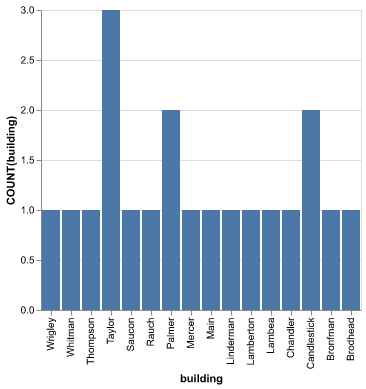 3.0
2.5
2.0
1.5
1.0
0.5
0.0
COUNT(building)
Wrigley
Whitman
Thompson
Taylor
Saucon
Rauch
Palmer
Mercer
Main
Linderman
Lamberton
Lambea
Chandler
Candlestick
Bronfman
Brodhead
building